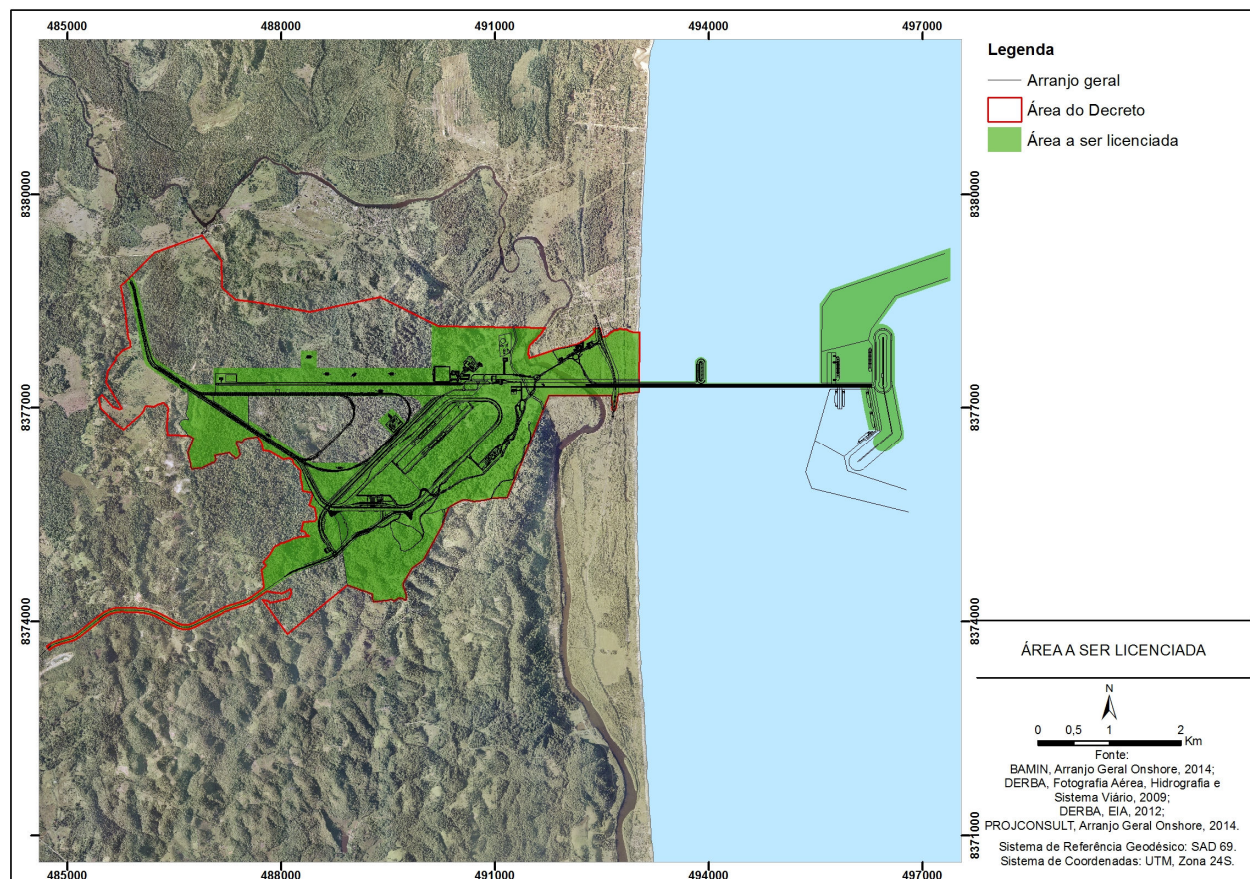 485000 488000 491000 494000 497000
Legenda
Arranjo geral
Área do Decreto
Área a ser licenciada
8380000 8380000
8377000 8377000
8374000 8374000
8371000
ÁREA A SER LICENCIADA
N
0 0,5 1 2
Km
Fonte:
BAMIN, Arranjo Geral Onshore, 2014;
DERBA, Fotografia Aérea, Hidrografia e
Sistema Viário, 2009;
DERBA, EIA, 2012;
PROJCONSULT, Arranjo Geral Onshore, 2014.
Sistema de Referência Geodésico: SAD 69.
Sistema de Coordenadas: UTM, Zona 24S.
8371000
485000 488000 491000 494000 497000